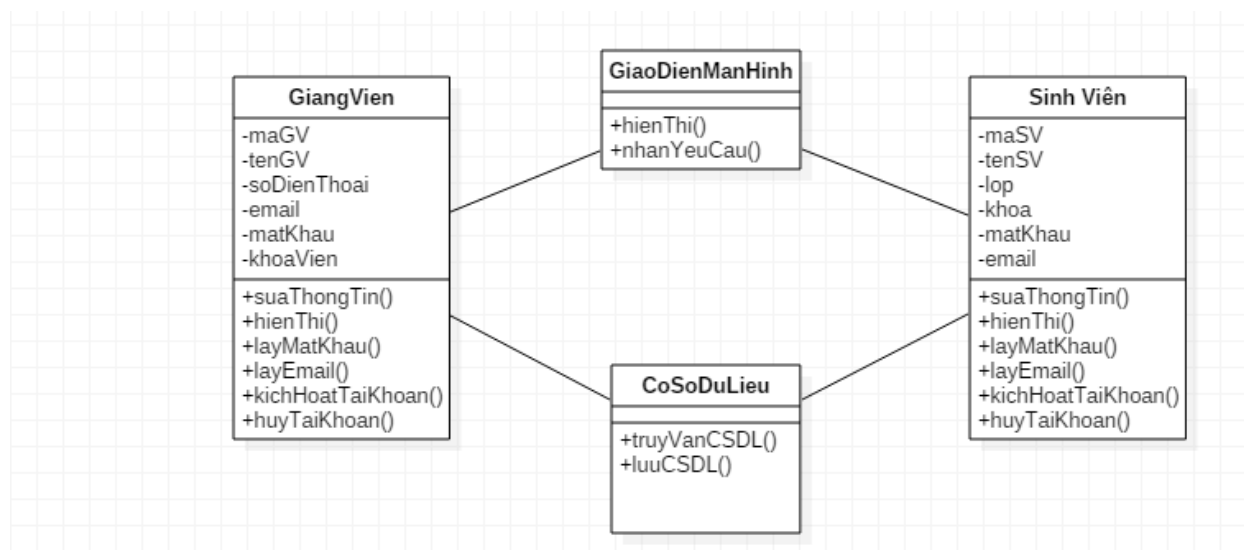 GiangVien
-maGV
-tenGV
-soDienThoai
-email
-matKhau
-khoaVien
+suaThongTin()
+hienThi()
+layMatKhau()
+layEmail()
+kichHoatTaiKhoan()
+huyTaiKhoan()
GiaoDienManHinh
+hienThi()
+nhanYeuCau()
CoSoDuLieu
+truyVanCSDL()
+luuCSDL()
Sinh Viên
-maSV
-tenSV
-lop
-khoa
-matKhau
-email
+suaThongTin()
+hienThi()
+layMatKhau()
+layEmail()
+kichHoatTaiKhoan()
+huyTaiKhoan()